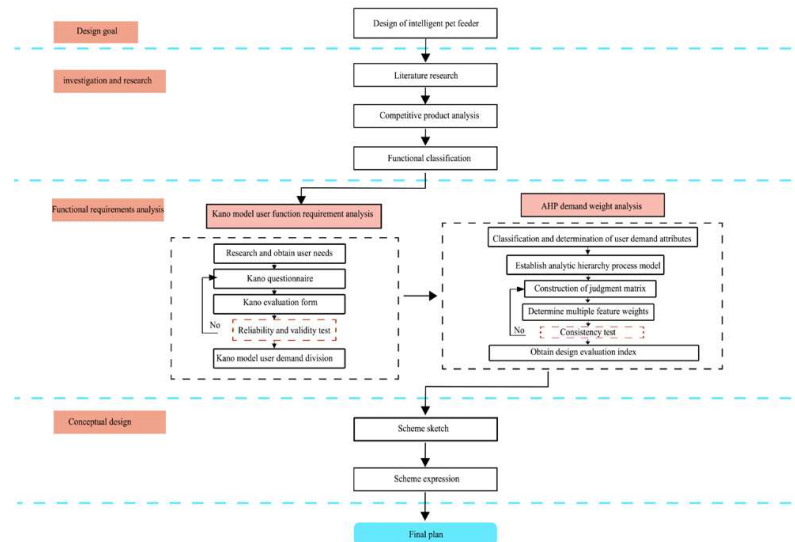 Design goal
Design of intelligent pet feeder
investigation and research
Literature research
Competitive product analysis
Functional classification
Functional requirements analysis
Kano model user function requirement analysis
Research and obtain user needs
Kano questionnaire
Kano evaluation form
No
Reliability and validity test
Kano model user demand division
AHP demand weight analysis
Classification and determination of user demand attributes
Establish analytic hierarchy process model
Construction of judgment matrix
Determine multiple feature weights
No
Consistency test
Obtain design evaluation index
Conceptual design
Scheme sketch
Scheme expression
Final plan